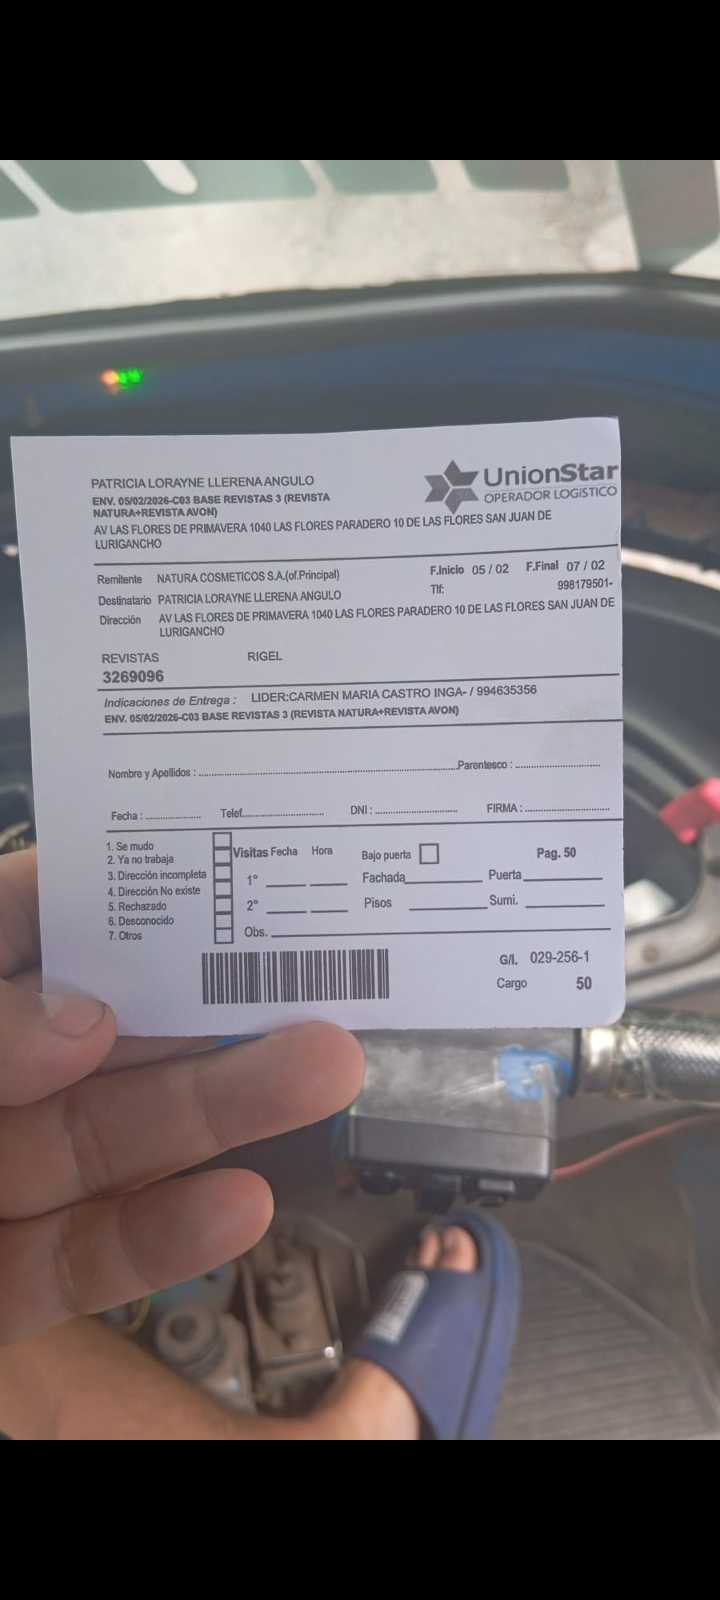 PATRICIA LORAYNE LLERENA ANGULO
UnionStar
OPERADOR LOGISTICO
ENV. 05/02/2026-C03 BASE REVISTAS 3 (REVISTA
NATURA+REVISTA AVON)
AV LAS FLORES DE PRIMAVERA 1040 LAS FLORES PARADERO 10 DE LAS FLORES SAN JUAN DE
LURIGANCHO
Remitente NATURA COSMETICOS S.A.(of.Principal) F.Inicio 05 / 02 F.Final 07 / 02
Destinatario PATRICIA LORAYNE LLERENA ANGULO Tlf: 998179501-
Dirección AV LAS FLORES DE PRIMAVERA 1040 LAS FLORES PARADERO 10 DE LAS FLORES SAN JUAN DE
LURIGANCHO
REVISTAS RIGEL
3269096
Indicaciones de Entrega : LIDER:CARMEN MARIA CASTRO INGA- / 994635356
ENV. 05/02/2026-C03 BASE REVISTAS 3 (REVISTA NATURA+REVISTA AVON)
Nombre y Apellidos : Parentesco :
Fecha : Telef. DNI : FIRMA :
1. Se mudo
2. Ya no trabaja
3. Dirección incompleta
4. Dirección No existe
5. Rechazado
6. Desconocido
7. Otros
Visitas Fecha Hora Bajo puerta Pag. 50
1° Fachada Puerta
2° Pisos Sumi.
Obs.
G/I. 029-256-1
Cargo 50